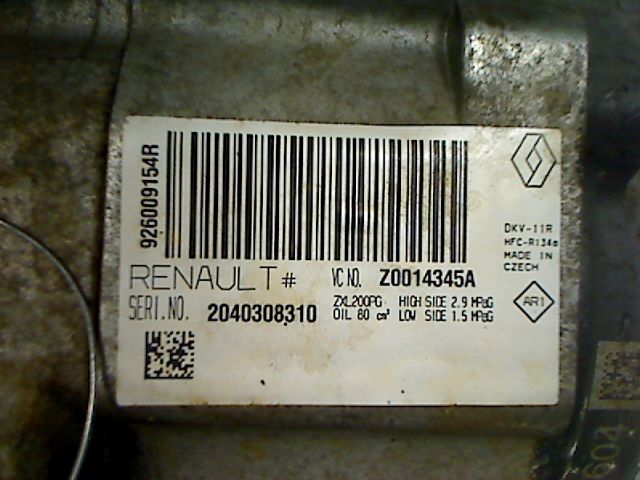 926009154R
DKV-11R
HFC-R134a
MADE IN
CZECH
RENAULT # VC NO. Z0014345A
SERI.NO. 2040308310
ZXL200PG HIGH SIDE 2.9 MPaG
OIL 80 cm³ LOW SIDE 1.5 MPaG
AR1
604